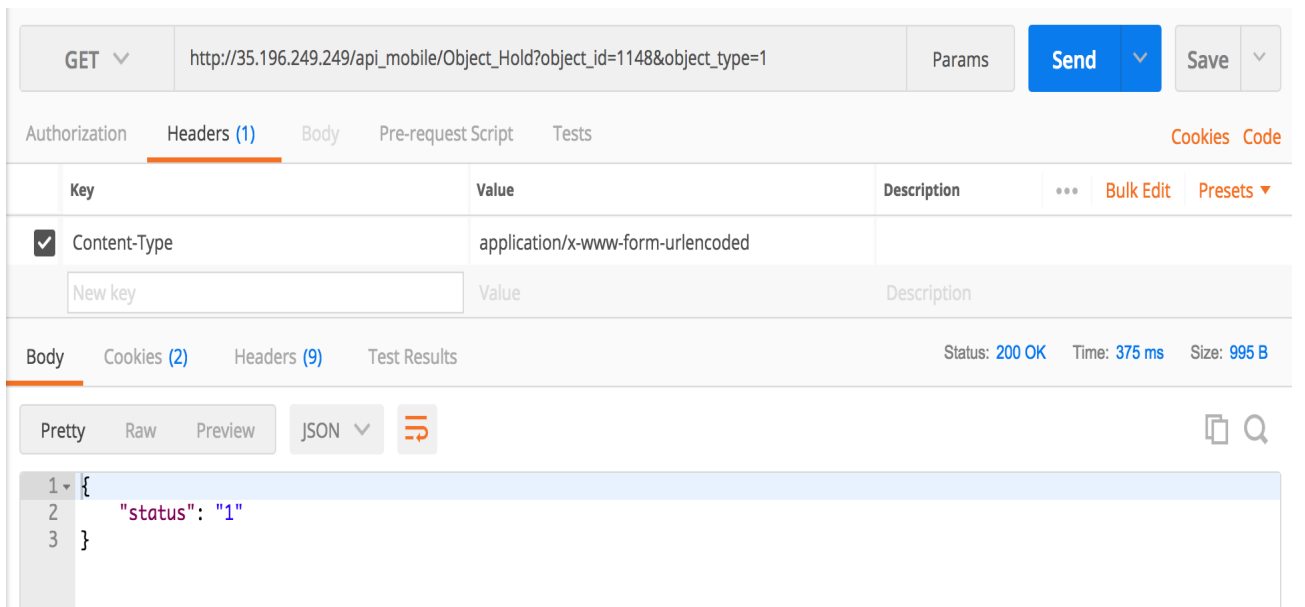 GET http://35.196.249.249/api_mobile/Object_Hold?object_id=1148&object_type=1 Params Send Save
Authorization Headers (1) Body Pre-request Script Tests Cookies Code
Key Value Description ••• Bulk Edit Presets
Content-Type application/x-www-form-urlencoded
New key Value Description
Body Cookies (2) Headers (9) Test Results Status: 200 OK Time: 375 ms Size: 995 B
Pretty Raw Preview JSON
1 {
2 "status": "1"
3 }